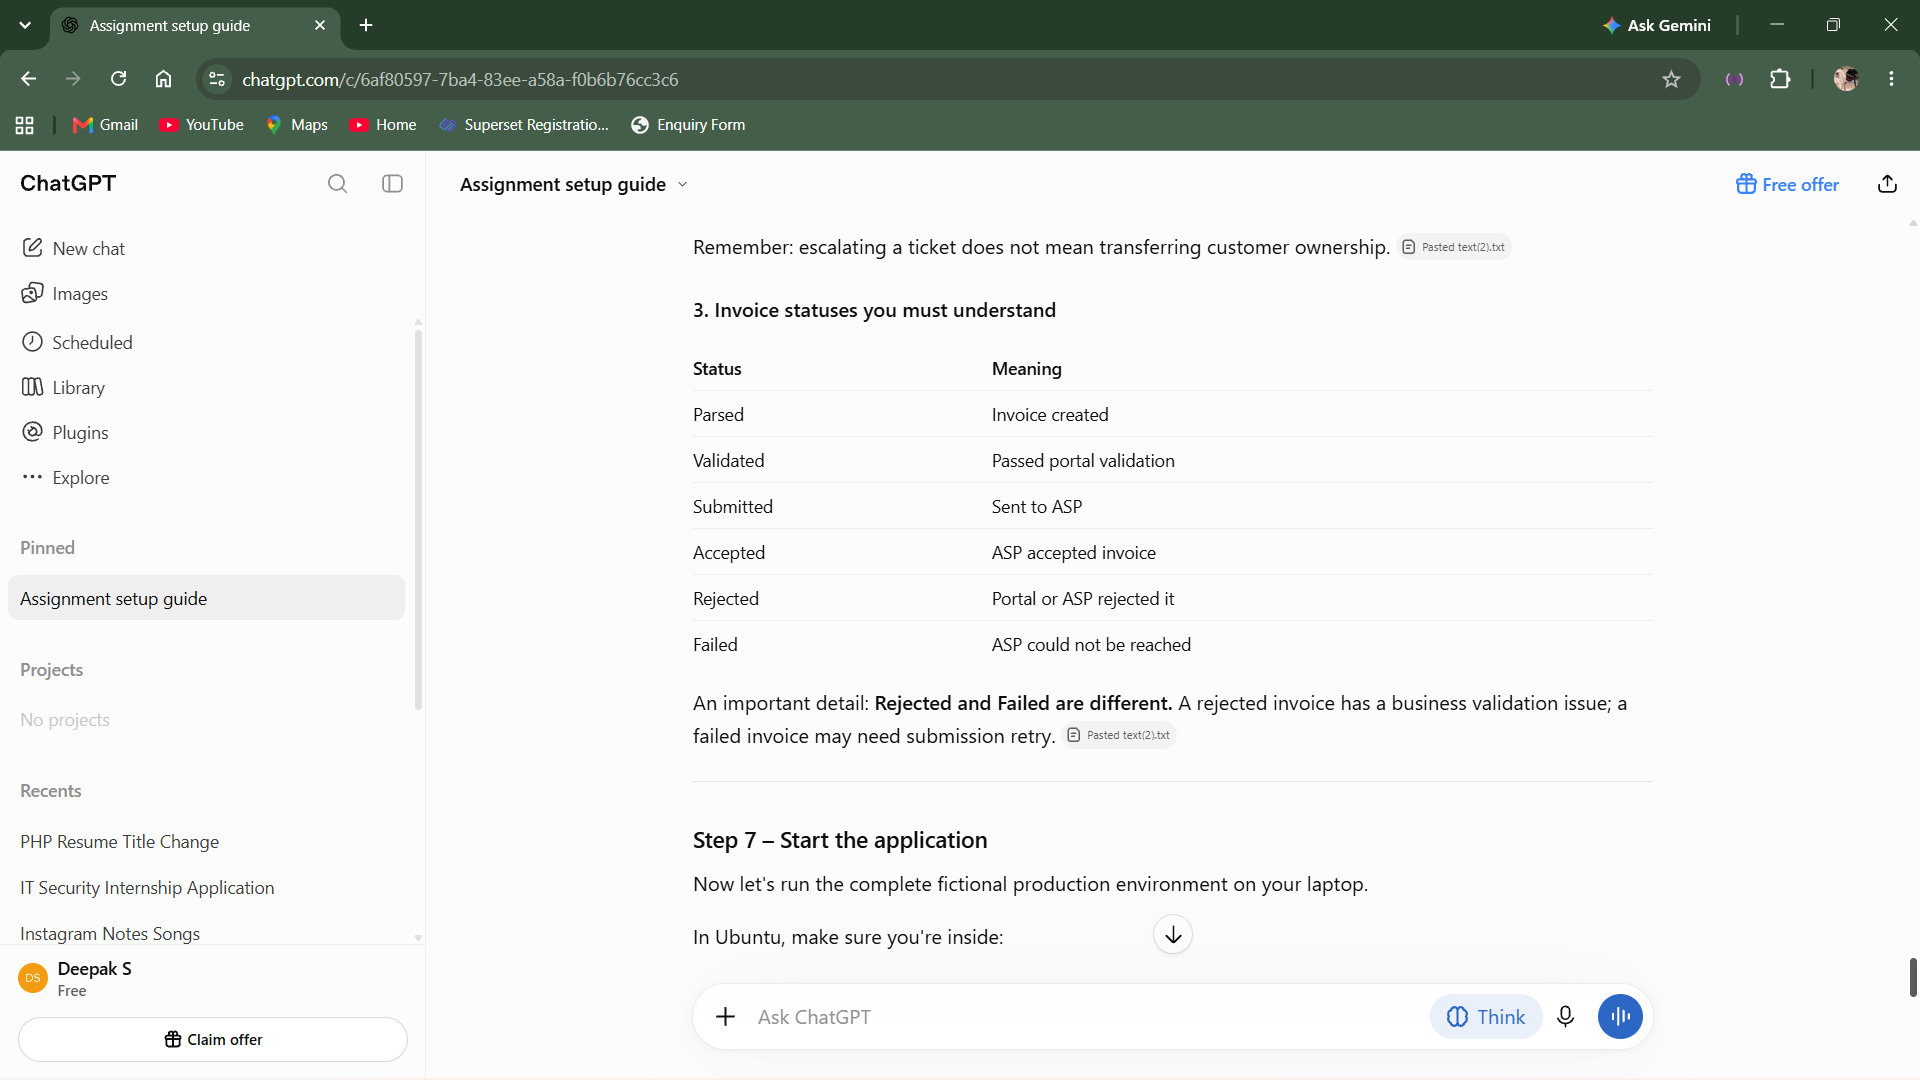 Assignment setup guide
Ask Gemini
chatgpt.com/c/6af80597-7ba4-83ee-a58a-f0b6b76cc3c6
Gmail
YouTube
Maps
Home
Superset Registratio...
Enquiry Form
ChatGPT
New chat
Images
Scheduled
Library
Plugins
Explore
Pinned
Assignment setup guide
Projects
No projects
Recents
PHP Resume Title Change
IT Security Internship Application
Instagram Notes Songs
DS
Deepak S
Free
Claim offer
Assignment setup guide
Free offer
Remember: escalating a ticket does not mean transferring customer ownership. Pasted text(2).txt
3. Invoice statuses you must understand
Status Meaning
Parsed Invoice created
Validated Passed portal validation
Submitted Sent to ASP
Accepted ASP accepted invoice
Rejected Portal or ASP rejected it
Failed ASP could not be reached
An important detail: Rejected and Failed are different. A rejected invoice has a business validation issue; a
failed invoice may need submission retry. Pasted text(2).txt
Step 7 – Start the application
Now let's run the complete fictional production environment on your laptop.
In Ubuntu, make sure you're inside:
Ask ChatGPT
Think